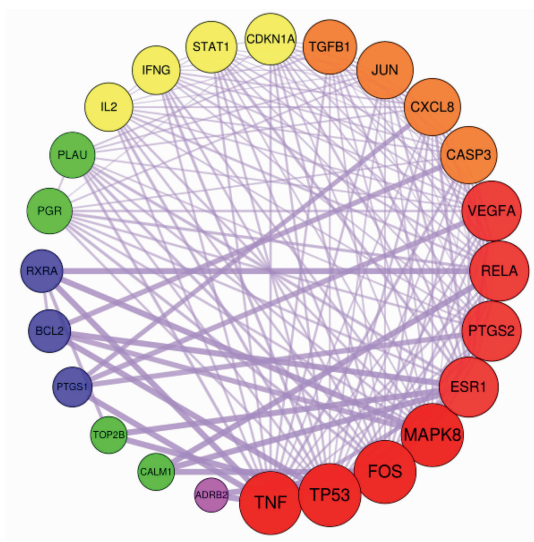 CDKN1A
STAT1
TGFB1
IFNG
JUN
IL2
CXCL8
PLAU
CASP3
PGR
VEGFA
RXRA
RELA
BCL2
PTGS2
PTGS1
ESR1
TOP2B
MAPK8
CALM1
FOS
ADRB2
TNF
TP53